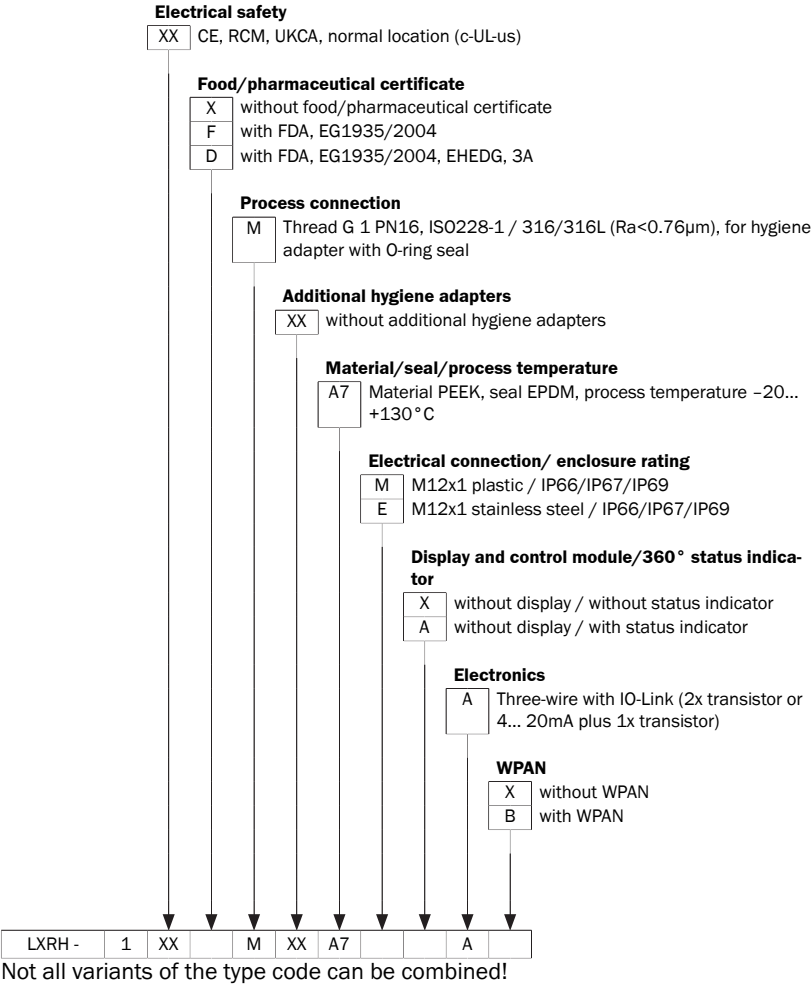 Electrical safety
XX CE, RCM, UKCA, normal location (c-UL-us)
Food/pharmaceutical certificate
X without food/pharmaceutical certificate
F with FDA, EG1935/2004
D with FDA, EG1935/2004, EHEDG, 3A
Process connection
M Thread G 1 PN16, ISO228-1 / 316/316L (Ra<0.76µm), for hygiene
adapter with O-ring seal
Additional hygiene adapters
XX without additional hygiene adapters
Material/seal/process temperature
A7 Material PEEK, seal EPDM, process temperature –20...
+130°C
Electrical connection/ enclosure rating
M M12x1 plastic / IP66/IP67/IP69
E M12x1 stainless steel / IP66/IP67/IP69
Display and control module/360° status indica-
tor
X without display / without status indicator
A without display / with status indicator
Electronics
A Three-wire with IO-Link (2x transistor or
4... 20mA plus 1x transistor)
WPAN
X without WPAN
B with WPAN
LXRH - 1 XX M XX A7 A
Not all variants of the type code can be combined!